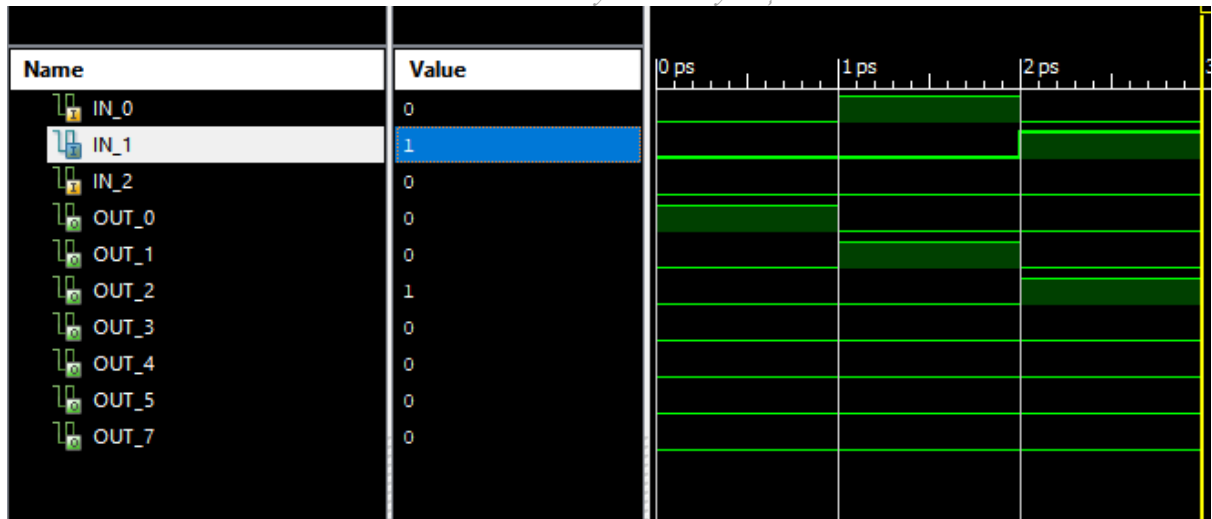 Name Value 0 ps 1 ps 2 ps 3
IN_0 0
IN_1 1
IN_2 0
OUT_0 0
OUT_1 0
OUT_2 1
OUT_3 0
OUT_4 0
OUT_5 0
OUT_7 0